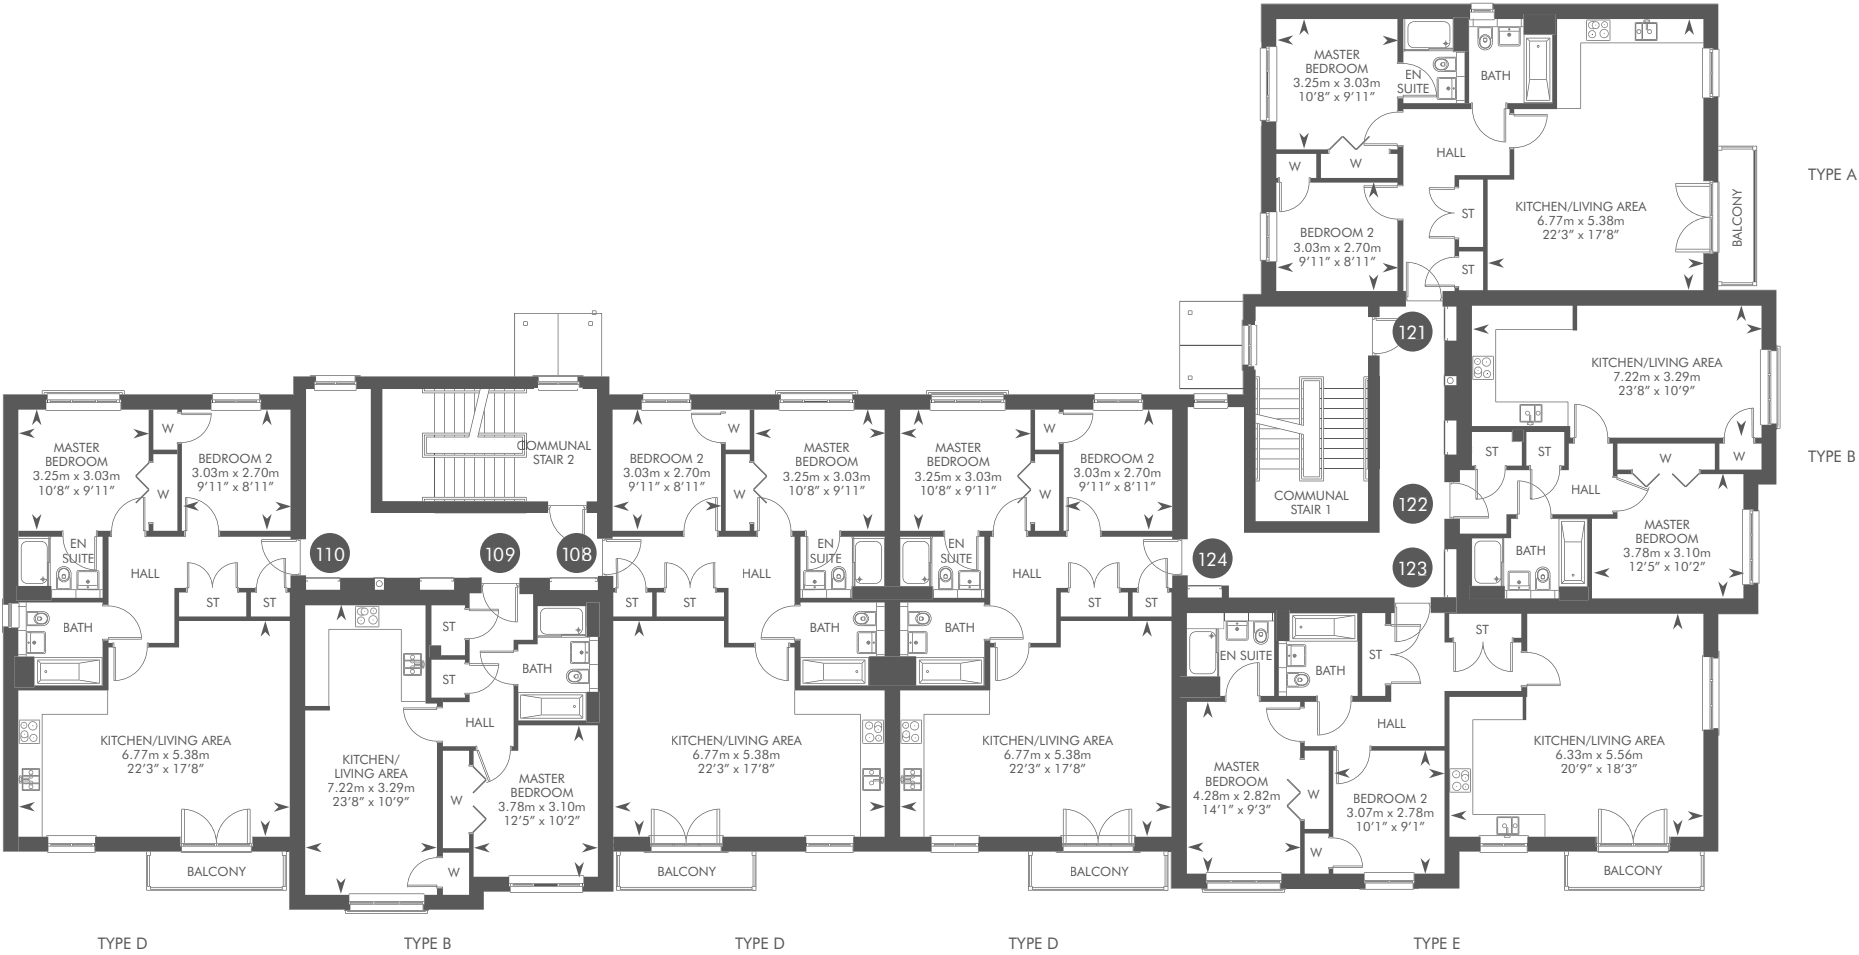 MASTER
BEDROOM
3.25m x 3.03m
10'8" x 9'11"
EN
SUITE
BATH
HALL
W
W
ST
ST
BEDROOM 2
3.03m x 2.70m
9'11" x 8'11"
KITCHEN/LIVING AREA
6.77m x 5.38m
22'3" x 17'8"
BALCONY
TYPE A
121
KITCHEN/LIVING AREA
7.22m x 3.29m
23'8" x 10'9"
ST
ST
W
W
HALL
BATH
MASTER
BEDROOM
3.78m x 3.10m
12'5" x 10'2"
TYPE B
122
COMMUNAL
STAIR 1
123
124
MASTER
BEDROOM
3.25m x 3.03m
10'8" x 9'11"
W
W
BEDROOM 2
3.03m x 2.70m
9'11" x 8'11"
EN
SUITE
HALL
ST
ST
BATH
KITCHEN/LIVING AREA
6.77m x 5.38m
22'3" x 17'8"
BALCONY
TYPE D
110
COMMUNAL
STAIR 2
109
108
ST
ST
BATH
HALL
KITCHEN/
LIVING AREA
7.22m x 3.29m
23'8" x 10'9"
W
W
MASTER
BEDROOM
3.78m x 3.10m
12'5" x 10'2"
TYPE B
BEDROOM 2
3.03m x 2.70m
9'11" x 8'11"
W
W
MASTER
BEDROOM
3.25m x 3.03m
10'8" x 9'11"
EN
SUITE
HALL
ST
ST
BATH
KITCHEN/LIVING AREA
6.77m x 5.38m
22'3" x 17'8"
BALCONY
TYPE D
MASTER
BEDROOM
3.25m x 3.03m
10'8" x 9'11"
W
W
BEDROOM 2
3.03m x 2.70m
9'11" x 8'11"
EN
SUITE
HALL
ST
ST
BATH
KITCHEN/LIVING AREA
6.77m x 5.38m
22'3" x 17'8"
BALCONY
TYPE D
EN SUITE
BATH
ST
ST
HALL
MASTER
BEDROOM
4.28m x 2.82m
14'1" x 9'3"
W
W
BEDROOM 2
3.07m x 2.78m
10'1" x 9'1"
KITCHEN/LIVING AREA
6.33m x 5.56m
20'9" x 18'3"
BALCONY
TYPE E